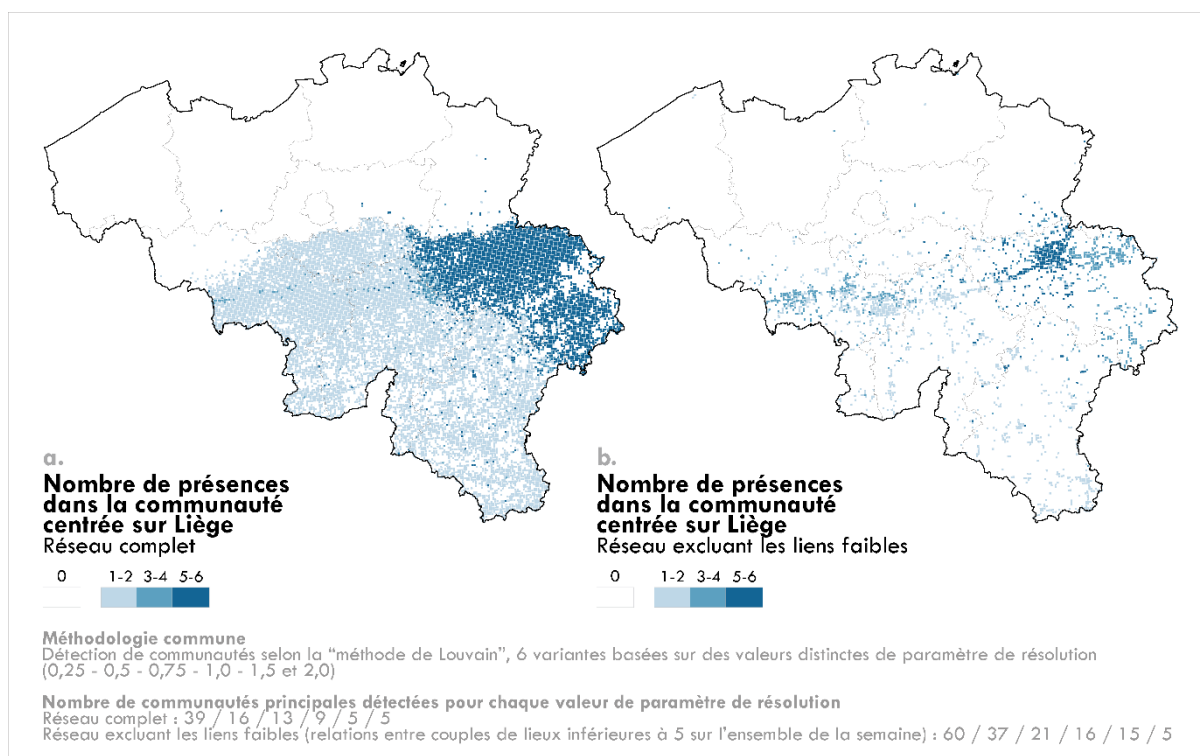 a.
Nombre de présences
dans la communauté
centrée sur Liège
Réseau complet
0 1-2 3-4 5-6
b.
Nombre de présences
dans la communauté
centrée sur Liège
Réseau excluant les liens faibles
0 1-2 3-4 5-6
Méthodologie commune
Détection de communautés selon la “méthode de Louvain”, 6 variantes basées sur des valeurs distinctes de paramètre de résolution
(0,25 - 0,5 - 0,75 - 1,0 - 1,5 et 2,0)
Nombre de communautés principales détectées pour chaque valeur de paramètre de résolution
Réseau complet : 39 / 16 / 13 / 9 / 5 / 5
Réseau excluant les liens faibles (relations entre couples de lieux inférieures à 5 sur l’ensemble de la semaine) : 60 / 37 / 21 / 16 / 15 / 5